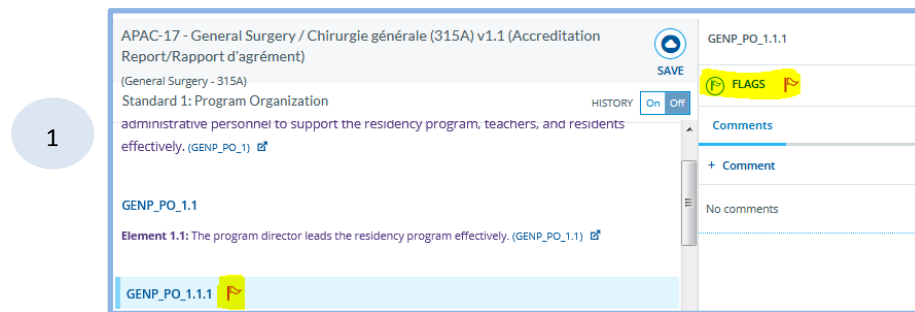 1
APAC-17 - General Surgery / Chirurgie générale (315A) v1.1 (Accreditation
Report/Rapport d'agrément)
(General Surgery - 315A)
SAVE
Standard 1: Program Organization
HISTORY On Off
administrative personnel to support the residency program, teachers, and residents
effectively. (GENP_PO_1)
GENP_PO_1.1
Element 1.1: The program director leads the residency program effectively. (GENP_PO_1.1)
GENP_PO_1.1.1
GENP_PO_1.1.1
FLAGS
Comments
+ Comment
No comments